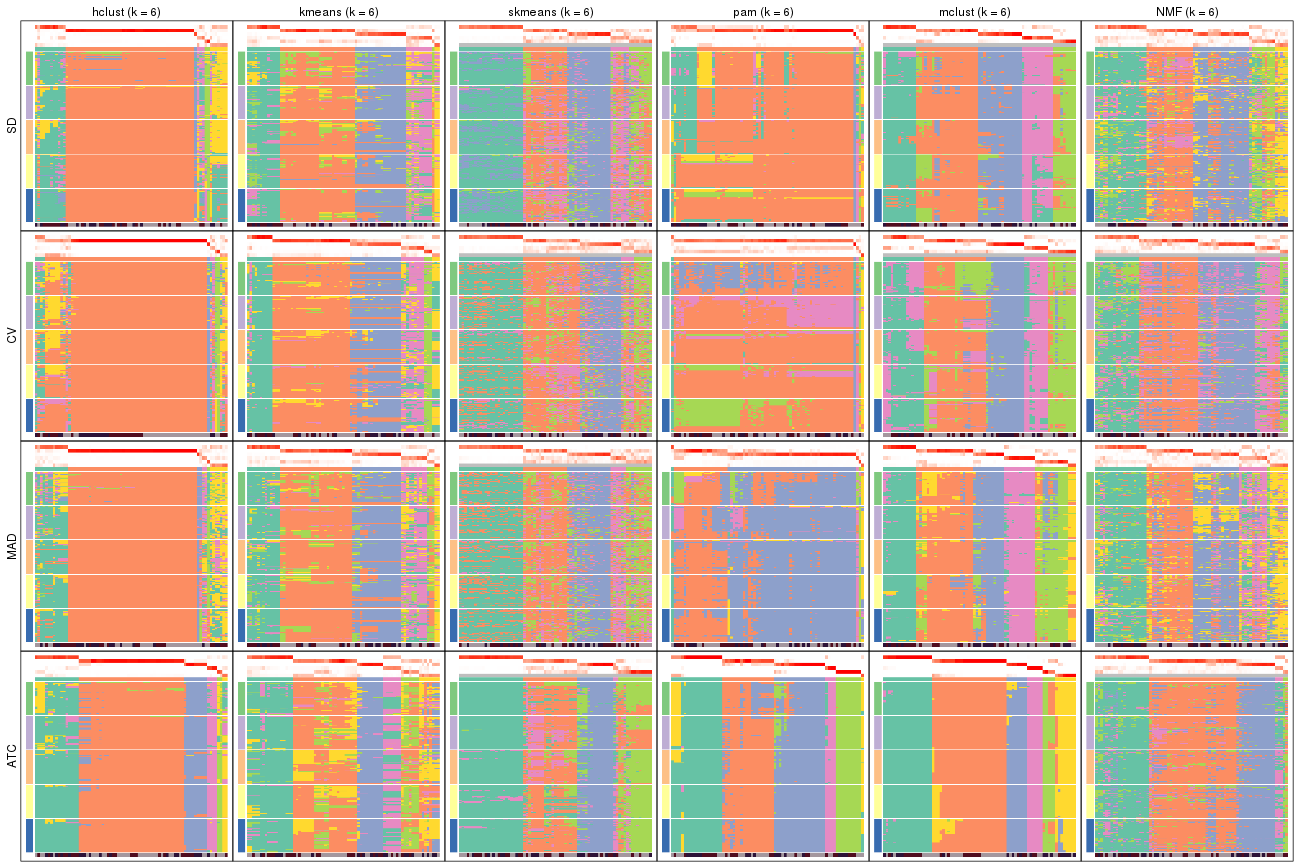 hclust (k = 6)
kmeans (k = 6)
skmeans (k = 6)
pam (k = 6)
mclust (k = 6)
NMF (k = 6)
SD
CV
MAD
ATC